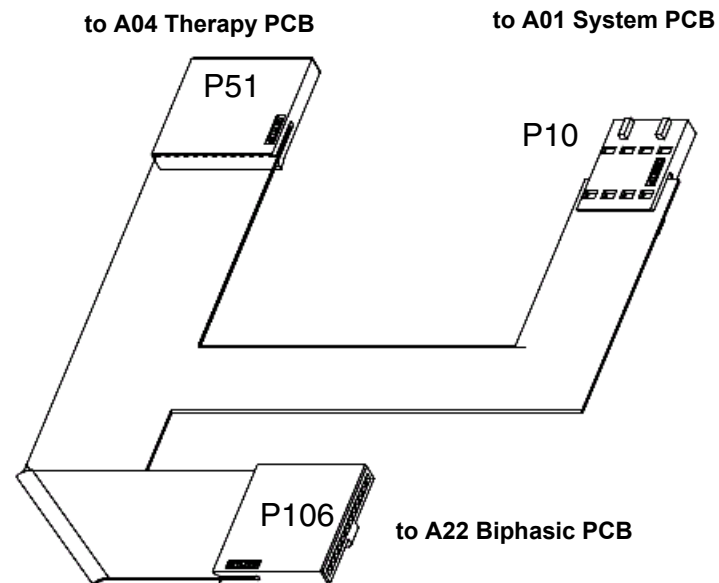 to A04 Therapy PCB
to A01 System PCB
P51
P10
P106
to A22 Biphasic PCB